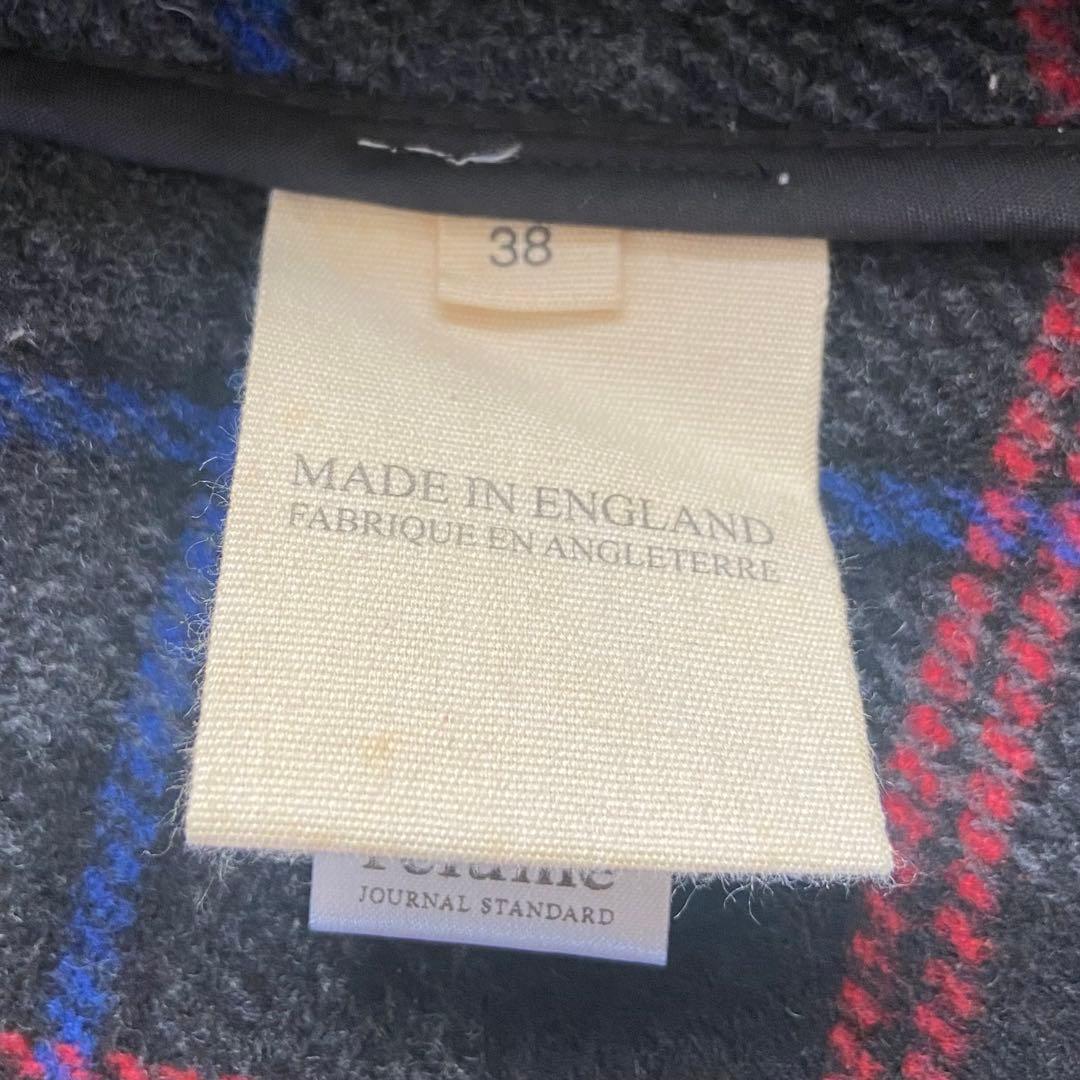 38
MADE IN ENGLAND
FABRIQUE EN ANGLETERRE
JOURNAL STANDARD